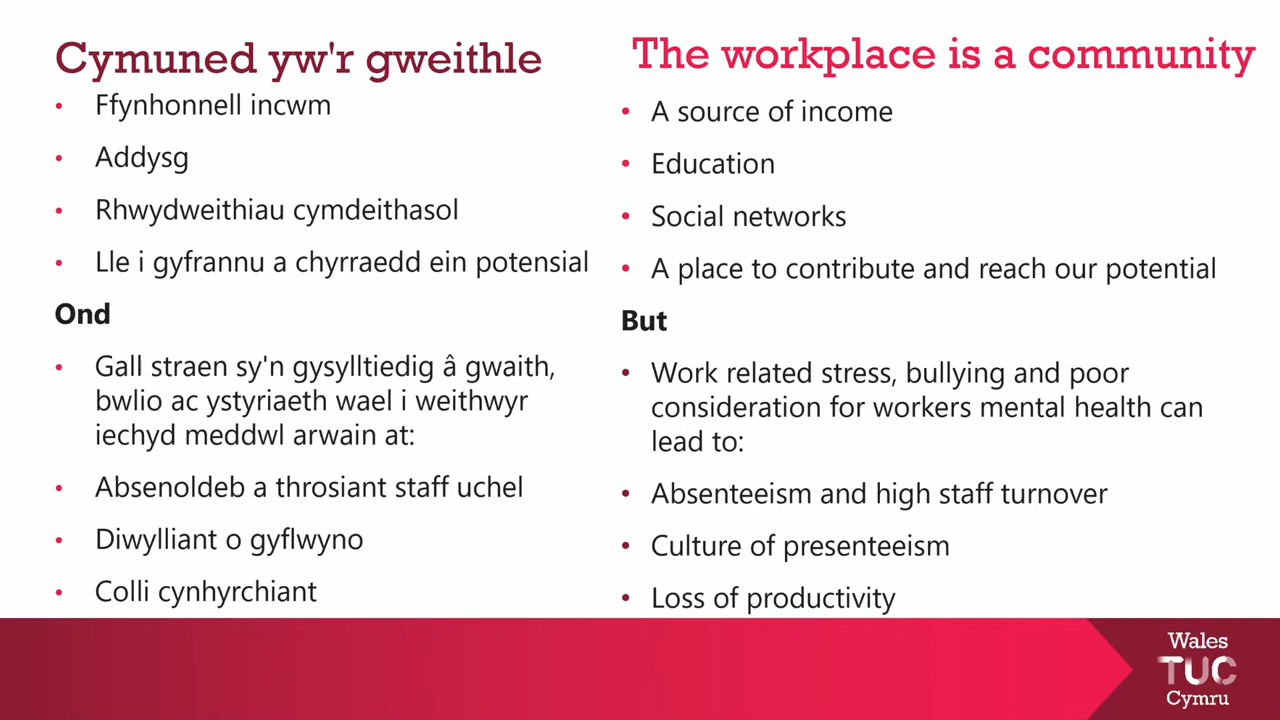 Cymuned yw'r gweithle
Ffynhonnell incwm
Addysg
Rhwydweithiau cymdeithasol
Lle i gyfrannu a chyrraedd ein potensial
Ond
Gall straen sy'n gysylltiedig â gwaith,
bwlio ac ystyriaeth wael i weithwyr
iechyd meddwl arwain at:
Absenoldeb a throsiant staff uchel
Diwylliant o gyflwyno
Colli cynhyrchiant
The workplace is a community
A source of income
Education
Social networks
A place to contribute and reach our potential
But
Work related stress, bullying and poor
consideration for workers mental health can
lead to:
Absenteeism and high staff turnover
Culture of presenteeism
Loss of productivity
Wales
TUC
Cymru